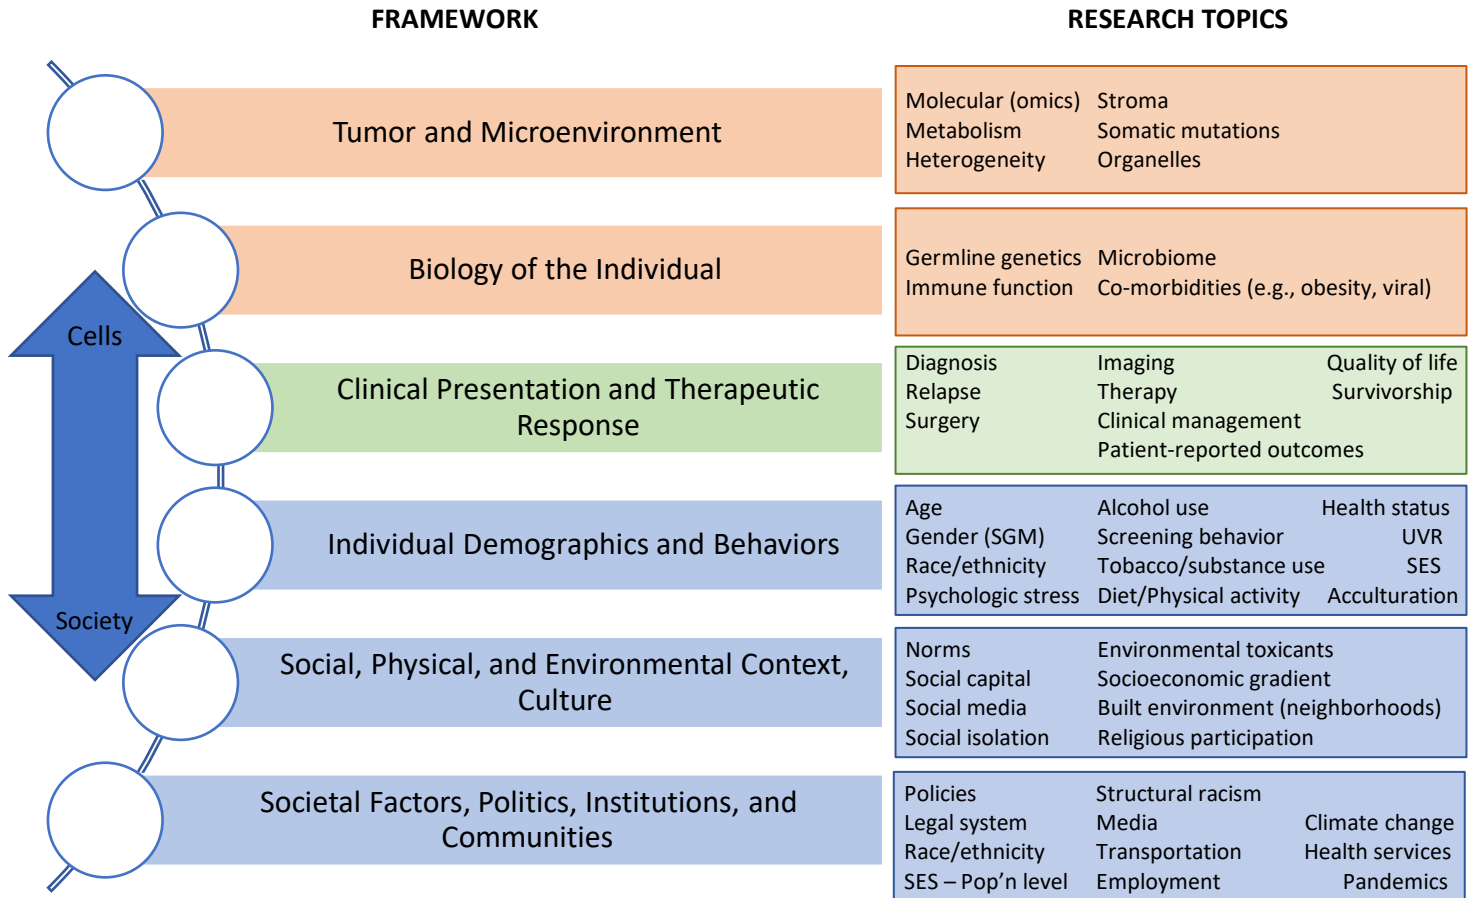 FRAMEWORK
RESEARCH TOPICS
Tumor and Microenvironment
Molecular (omics) Stroma
Metabolism Somatic mutations
Heterogeneity Organelles
Biology of the Individual
Germline genetics Microbiome
Immune function Co-morbidities (e.g., obesity, viral)
Cells
Society
Clinical Presentation and Therapeutic
Response
Diagnosis Imaging Quality of life
Relapse Therapy Survivorship
Surgery Clinical management
Patient-reported outcomes
Individual Demographics and Behaviors
Age Alcohol use Health status
Gender (SGM) Screening behavior UVR
Race/ethnicity Tobacco/substance use SES
Psychologic stress Diet/Physical activity Acculturation
Social, Physical, and Environmental Context,
Culture
Norms Environmental toxicants
Social capital Socioeconomic gradient
Social media Built environment (neighborhoods)
Social isolation Religious participation
Societal Factors, Politics, Institutions, and
Communities
Policies Structural racism
Legal system Media Climate change
Race/ethnicity Transportation Health services
SES – Pop’n level Employment Pandemics